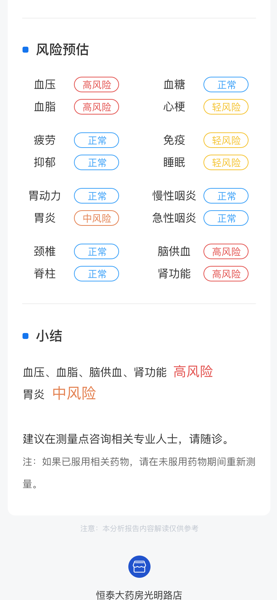 风险预估
血压 高风险 血糖 正常
血脂 高风险 心梗 轻风险
疲劳 正常 免疫 轻风险
抑郁 正常 睡眠 轻风险
胃动力 正常 慢性咽炎 正常
胃炎 中风险 急性咽炎 正常
颈椎 正常 脑供血 高风险
脊柱 正常 肾功能 高风险
小结
血压、血脂、脑供血、肾功能 高风险
胃炎 中风险
建议在测量点咨询相关专业人士，请随诊。
注：如果已服用相关药物，请在未服用药物期间重新测
量。
注意：本分析报告内容解读仅供参考
恒泰大药房光明路店